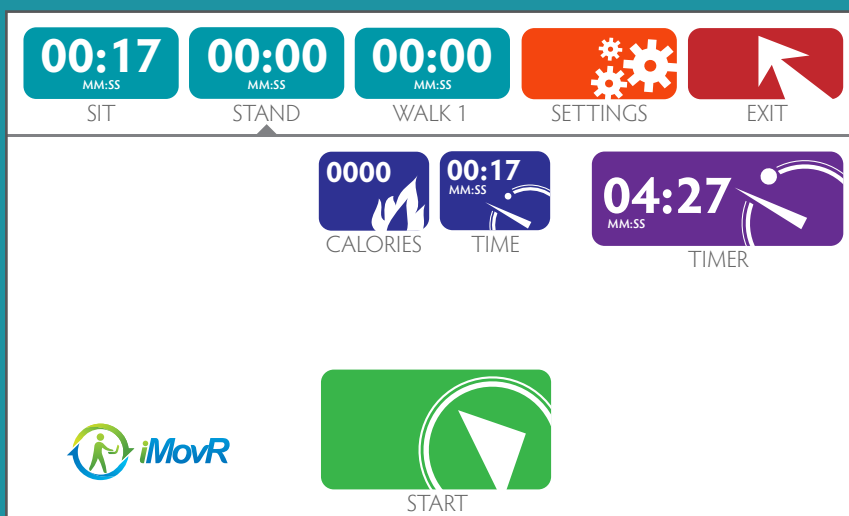 00:17 00:00 00:00
MM:SS MM:SS MM:SS
SIT STAND WALK 1 SETTINGS EXIT
0000 00:17 04:27
MM:SS MM:SS
CALORIES TIME TIMER
iMovR
START